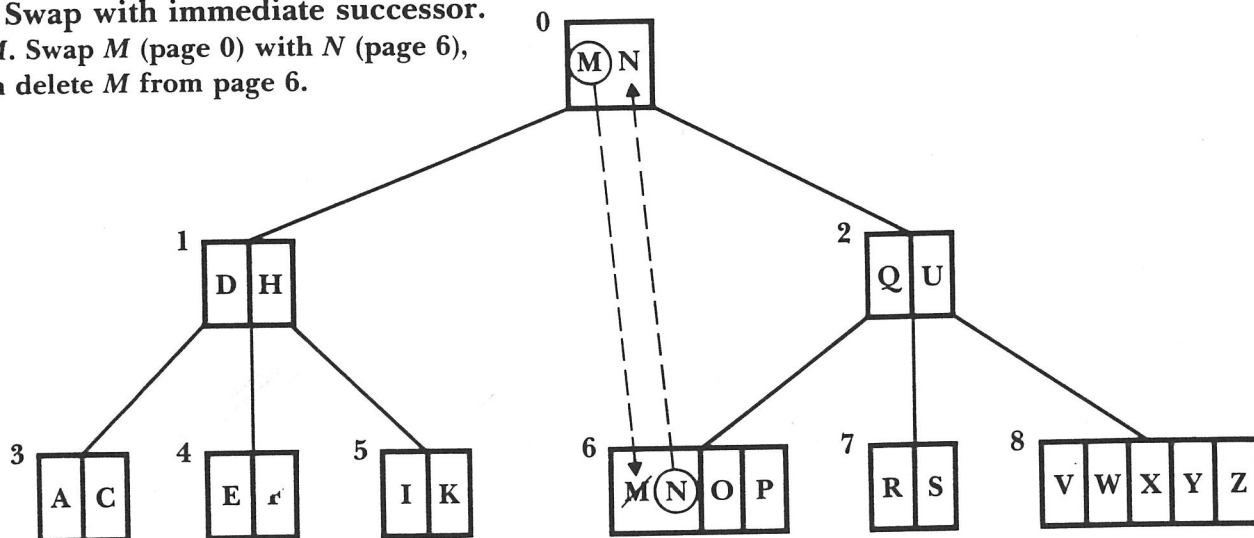 Swap with immediate successor.
. Swap M (page 0) with N (page 6),
delete M from page 6.
0
M N
1
D H
2
Q U
3
A C
4
E
5
I K
6
M N O P
7
R S
8
V W X Y Z